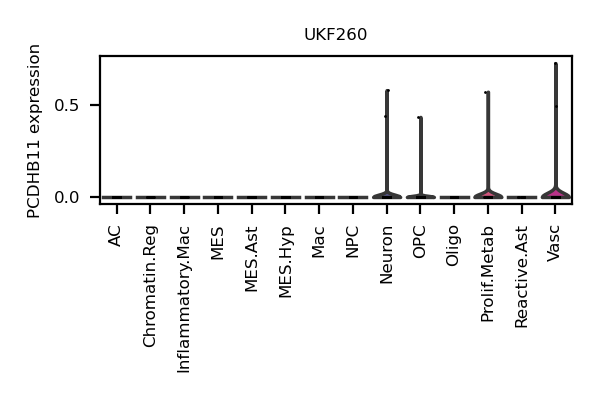 UKF260
PCDHB11 expression
0.5
0.0
AC
Chromatin.Reg
Inflammatory.Mac
MES
MES.Ast
MES.Hyp
Mac
NPC
Neuron
OPC
Oligo
Prolif.Metab
Reactive.Ast
Vasc